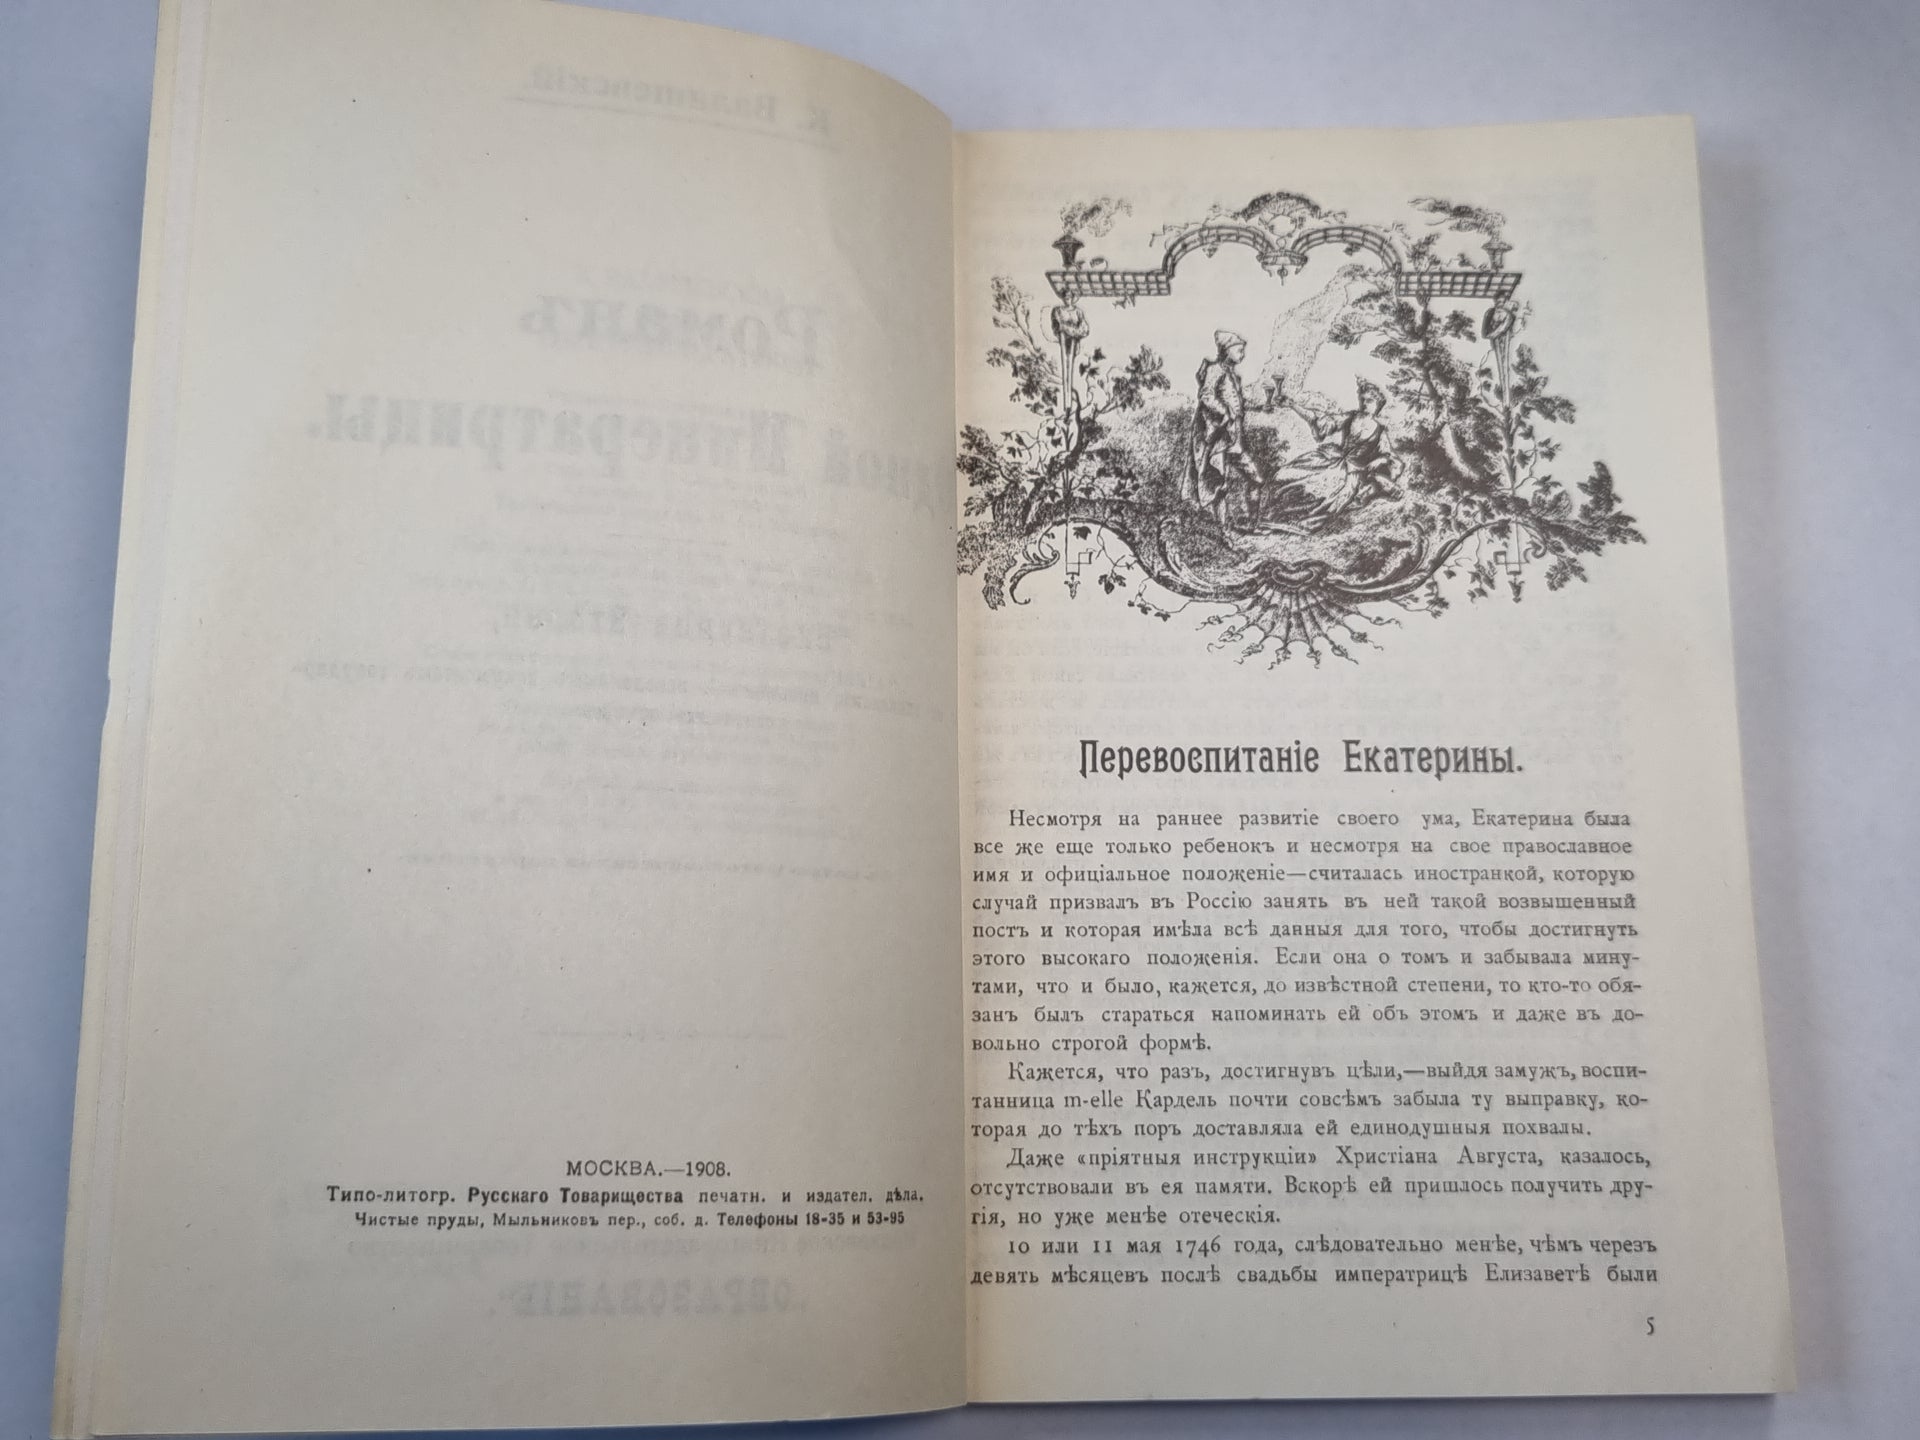 МОСКВА.—1908.
Типо-литогр. Русскаго Товарищества печатн. и издател. дѣла.
Чистые пруды, Мыльниковъ пер., соб. д. Телефоны 18-35 и 53-95
Перевоспитаніе Екатерины.
Несмотря на раннее развитіе своего ума, Екатерина была
все же еще только ребенокъ и несмотря на свое православное
имя и офиціальное положеніе—считалась иностранкой, которую
случай призвалъ въ Россію занять въ ней такой возвышенный
постъ и которая имѣла всѣ данныя для того, чтобы достигнуть
этого высокаго положенія. Если она о томъ и забывала мину-
тами, что и было, кажется, до извѣстной степени, то кто-то обя-
занъ былъ стараться напоминать ей объ этомъ и даже въ до-
вольно строгой формѣ.
Кажется, что разъ, достигнувъ цѣли,—выйдя замужъ, воспи-
танница m-elle Кардель почти совсѣмъ забыла ту выправку, ко-
торая до тѣхъ поръ доставляла ей единодушныя похвалы.
Даже «пріятныя инструкціи» Христіана Августа, казалось,
отсутствовали въ ея памяти. Вскорѣ ей пришлось получить дру-
гія, но уже менѣе отеческія.
10 или 11 мая 1746 года, слѣдовательно менѣе, чѣмъ черезъ
девять мѣсяцевъ послѣ свадьбы императрицѣ Елизаветѣ были
5